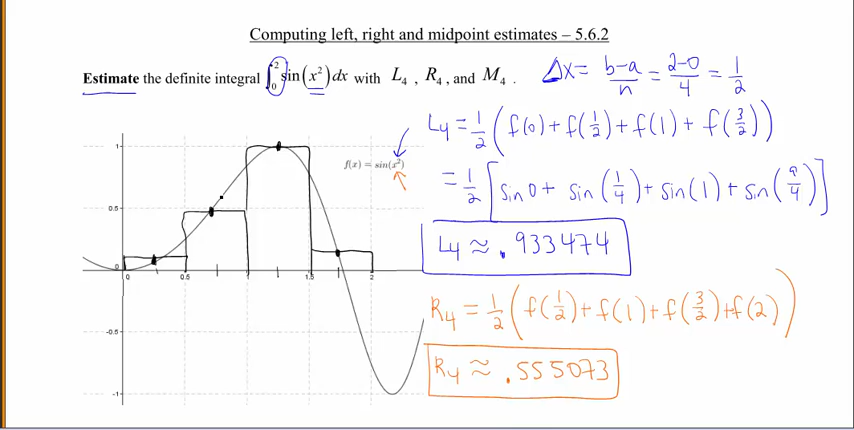 Computing left, right and midpoint estimates – 5.6.2
Estimate the definite integral ∫₀² sin(x²)dx with L₄ , R₄, and M₄ .
Δx = (b-a)/n = (2-0)/4 = 1/2
L₄ = 1/2 (f(0) + f(1/2) + f(1) + f(3/2))
= 1/2 [sin 0 + sin(1/4) + sin(1) + sin(9/4)]
L₄ ≈ .933474
R₄ = 1/2 (f(1/2) + f(1) + f(3/2) + f(2))
R₄ ≈ .555073
f(x) = sin(x²)
1
0.5
0
-0.5
-1
0 0.5 1 1.5 2